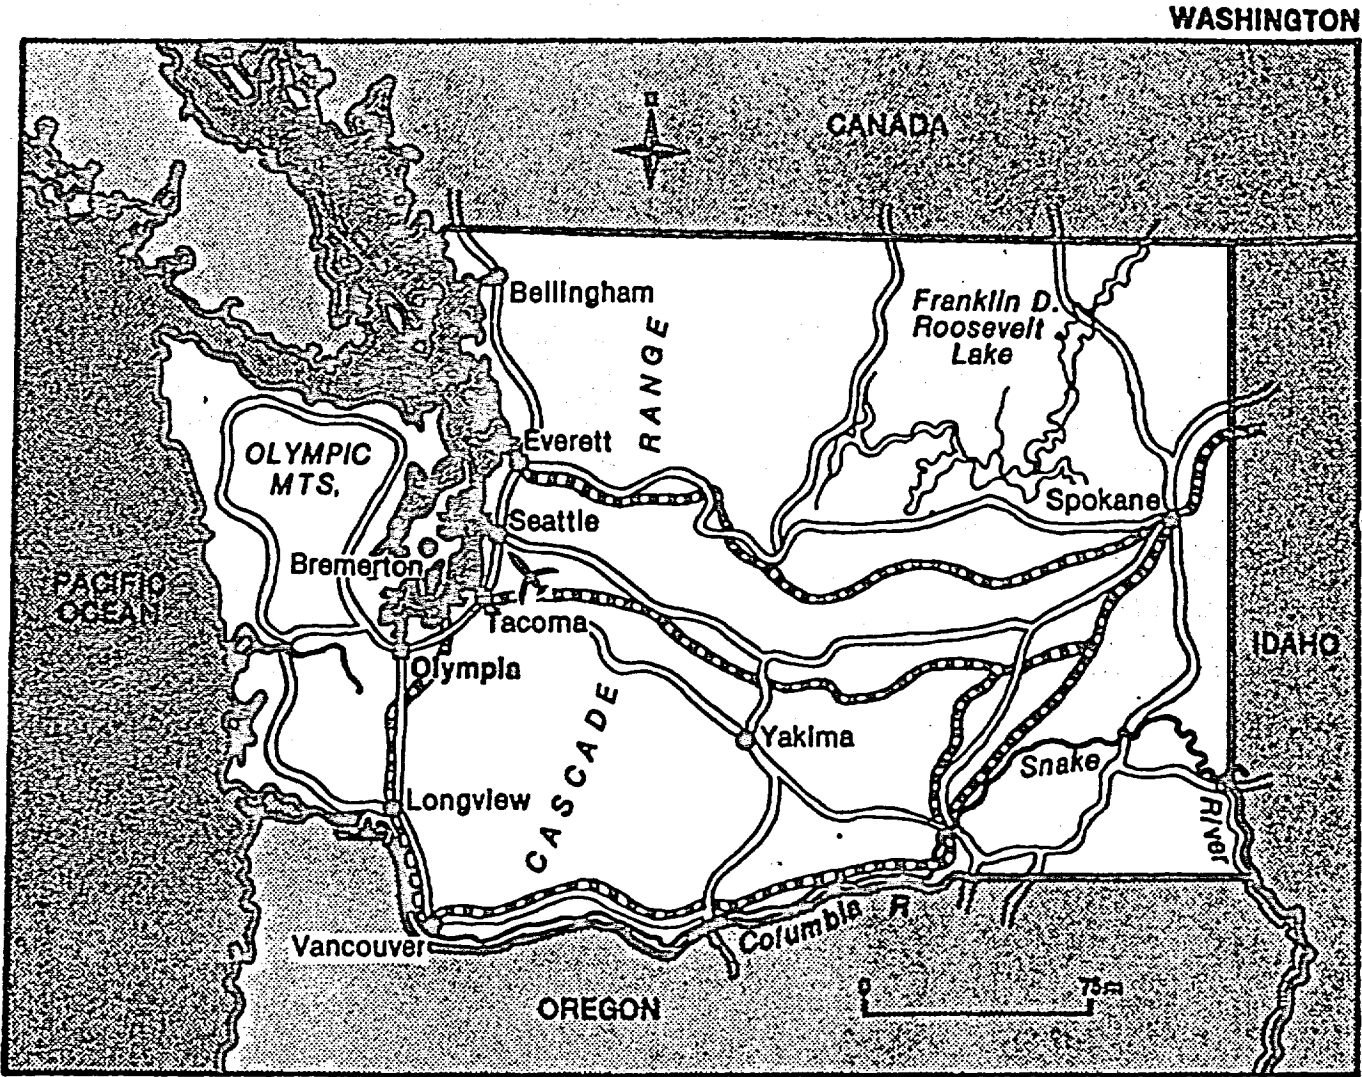 WASHINGTON
CANADA
Bellingham
Franklin D.
Roosevelt
Lake
RANGE
Everett
OLYMPIC
MTS.
Seattle
Spokane
Bremerton
PACIFIC
OCEAN
Tacoma
IDAHO
Olympia
CASCADE
Yakima
Snake
River
Longview
Columbia R
Vancouver
OREGON
0 75m